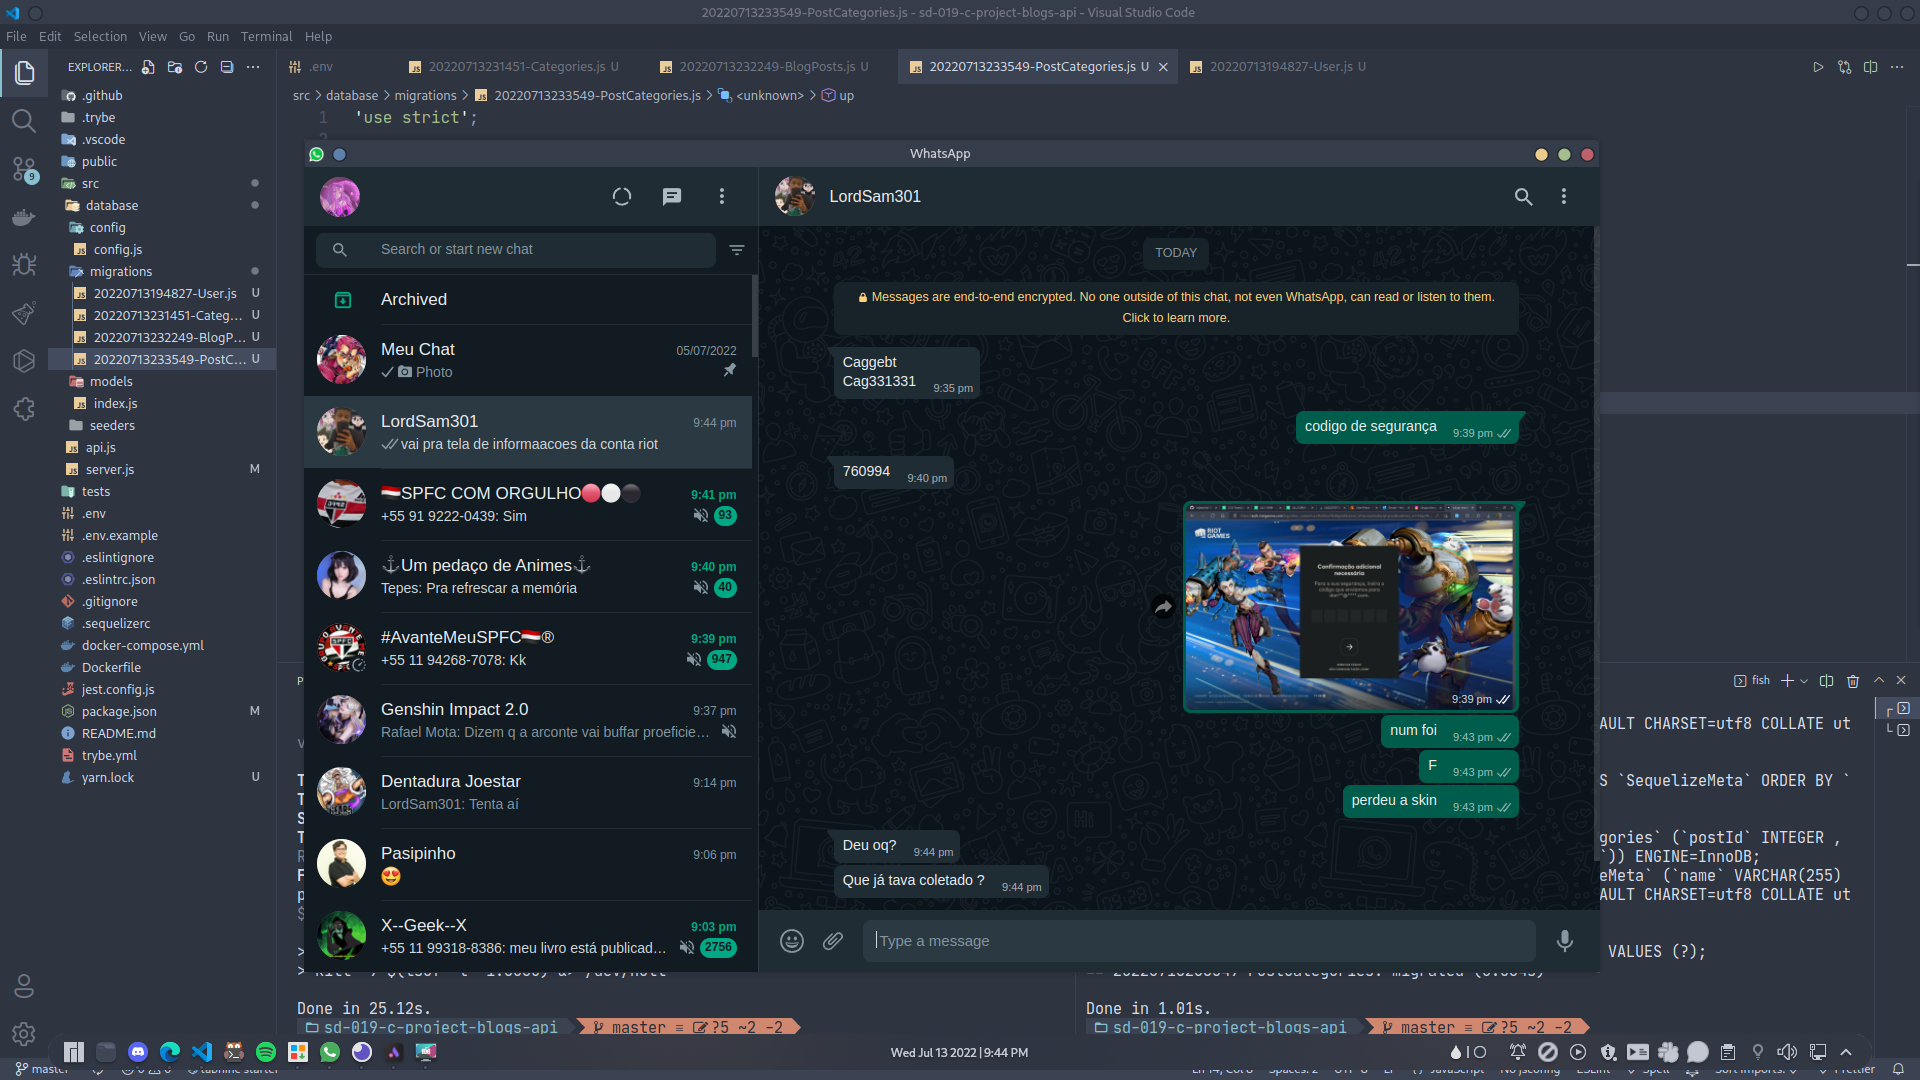 20220713233549-PostCategories.js - sd-019-c-project-blogs-api - Visual Studio Code
File Edit Selection View Go Run Terminal Help
EXPLORER...
.env
20220713231451-Categories.js U
20220713232249-BlogPosts.js U
20220713233549-PostCategories.js U
20220713194827-User.js U
src > database > migrations > 20220713233549-PostCategories.js > <unknown> > up
1 'use strict';
.github
.trybe
.vscode
public
src
database
config
config.js
migrations
20220713194827-User.js U
20220713231451-Categ... U
20220713232249-BlogP... U
20220713233549-PostC... U
models
index.js
seeders
api.js
server.js M
tests
.env
.env.example
.eslintignore
.eslintrc.json
.gitignore
.sequelizerc
docker-compose.yml
Dockerfile
jest.config.js
package.json M
README.md
trybe.yml
yarn.lock U
9
WhatsApp
Search or start new chat
Archived
Meu Chat 05/07/2022
Photo
LordSam301 9:44 pm
vai pra tela de informaacoes da conta riot
SPFC COM ORGULHO 9:41 pm
+55 91 9222-0439: Sim 93
Um pedaço de Animes 9:40 pm
Tepes: Pra refrescar a memória 40
#AvanteMeuSPFC® 9:39 pm
+55 11 94268-7078: Kk 947
Genshin Impact 2.0 9:37 pm
Rafael Mota: Dizem q a arconte vai buffar proeficie...
Dentadura Joestar 9:14 pm
LordSam301: Tenta aí
Pasipinho 9:06 pm
X--Geek--X 9:03 pm
+55 11 99318-8386: meu livro está publicad... 2756
LordSam301
TODAY
Messages are end-to-end encrypted. No one outside of this chat, not even WhatsApp, can read or listen to them.
Click to learn more.
Caggebt
Cag331331 9:35 pm
codigo de segurança 9:39 pm
760994 9:40 pm
RIOT
GAMES
Confirmação adicional
necessária
9:39 pm
num foi 9:43 pm
F 9:43 pm
perdeu a skin 9:43 pm
Deu oq? 9:44 pm
Que já tava coletado ? 9:44 pm
Type a message
fish
AULT CHARSET=utf8 COLLATE ut
S `SequelizeMeta` ORDER BY `
gories` (`postId` INTEGER ,
`)) ENGINE=InnoDB;
eMeta` (`name` VARCHAR(255)
AULT CHARSET=utf8 COLLATE ut
VALUES (?);
Done in 25.12s.
sd-019-c-project-blogs-api master ≡ ?5 ~2 -2
Done in 1.01s.
sd-019-c-project-blogs-api master ≡ ?5 ~2 -2
Wed Jul 13 2022 | 9:44 PM
master